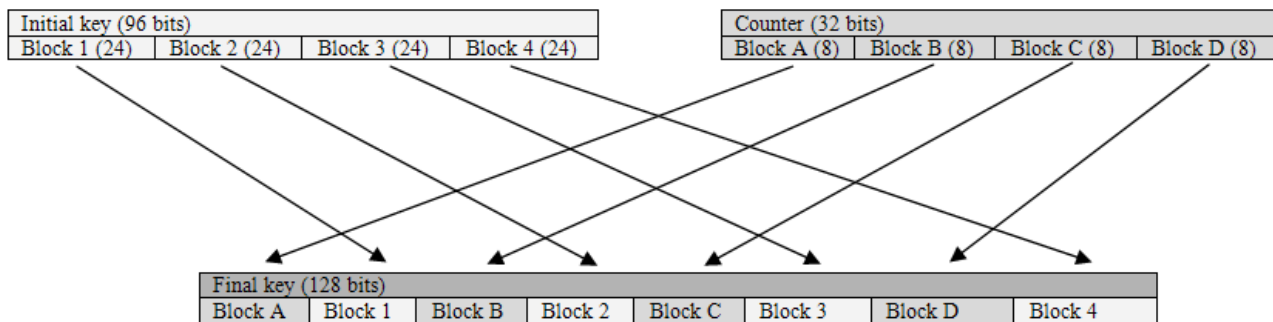 Initial key (96 bits)
Block 1 (24) Block 2 (24) Block 3 (24) Block 4 (24)
Counter (32 bits)
Block A (8) Block B (8) Block C (8) Block D (8)
Final key (128 bits)
Block A Block 1 Block B Block 2 Block C Block 3 Block D Block 4